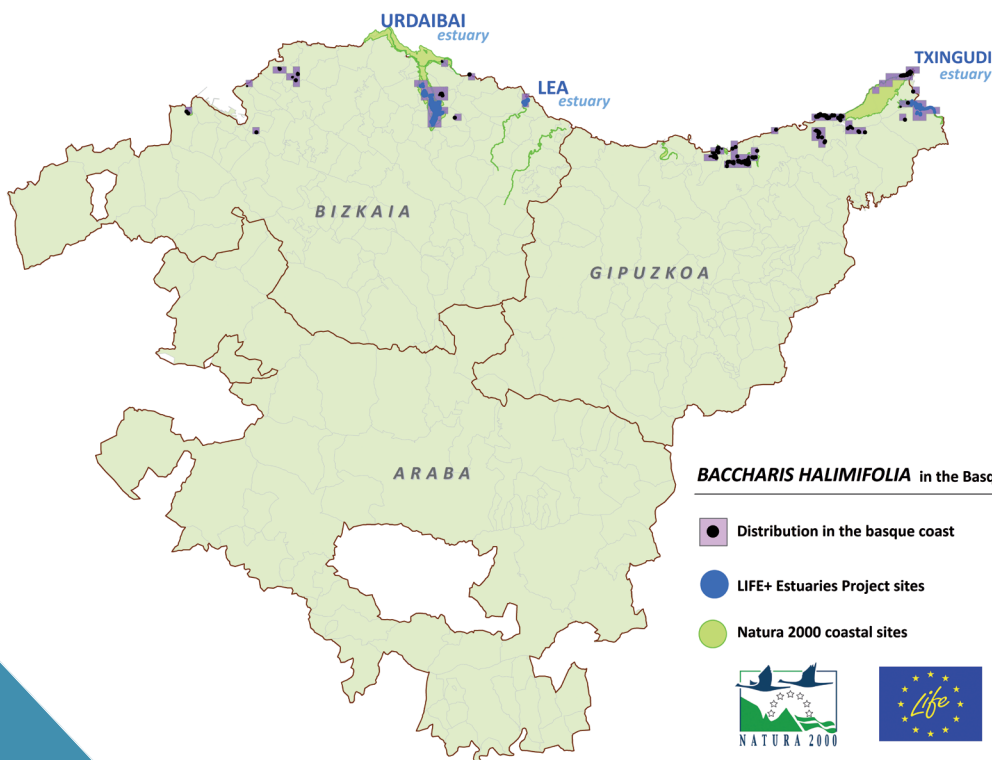 URDAIBAI
estuary
LEA
estuary
TXINGUDI
estuary
BIZKAIA
GIPUZKOA
ARABA
BACCHARIS HALIMIFOLIA in the Basq
Distribution in the basque coast
LIFE+ Estuaries Project sites
Natura 2000 coastal sites
NATURA 2000
Life